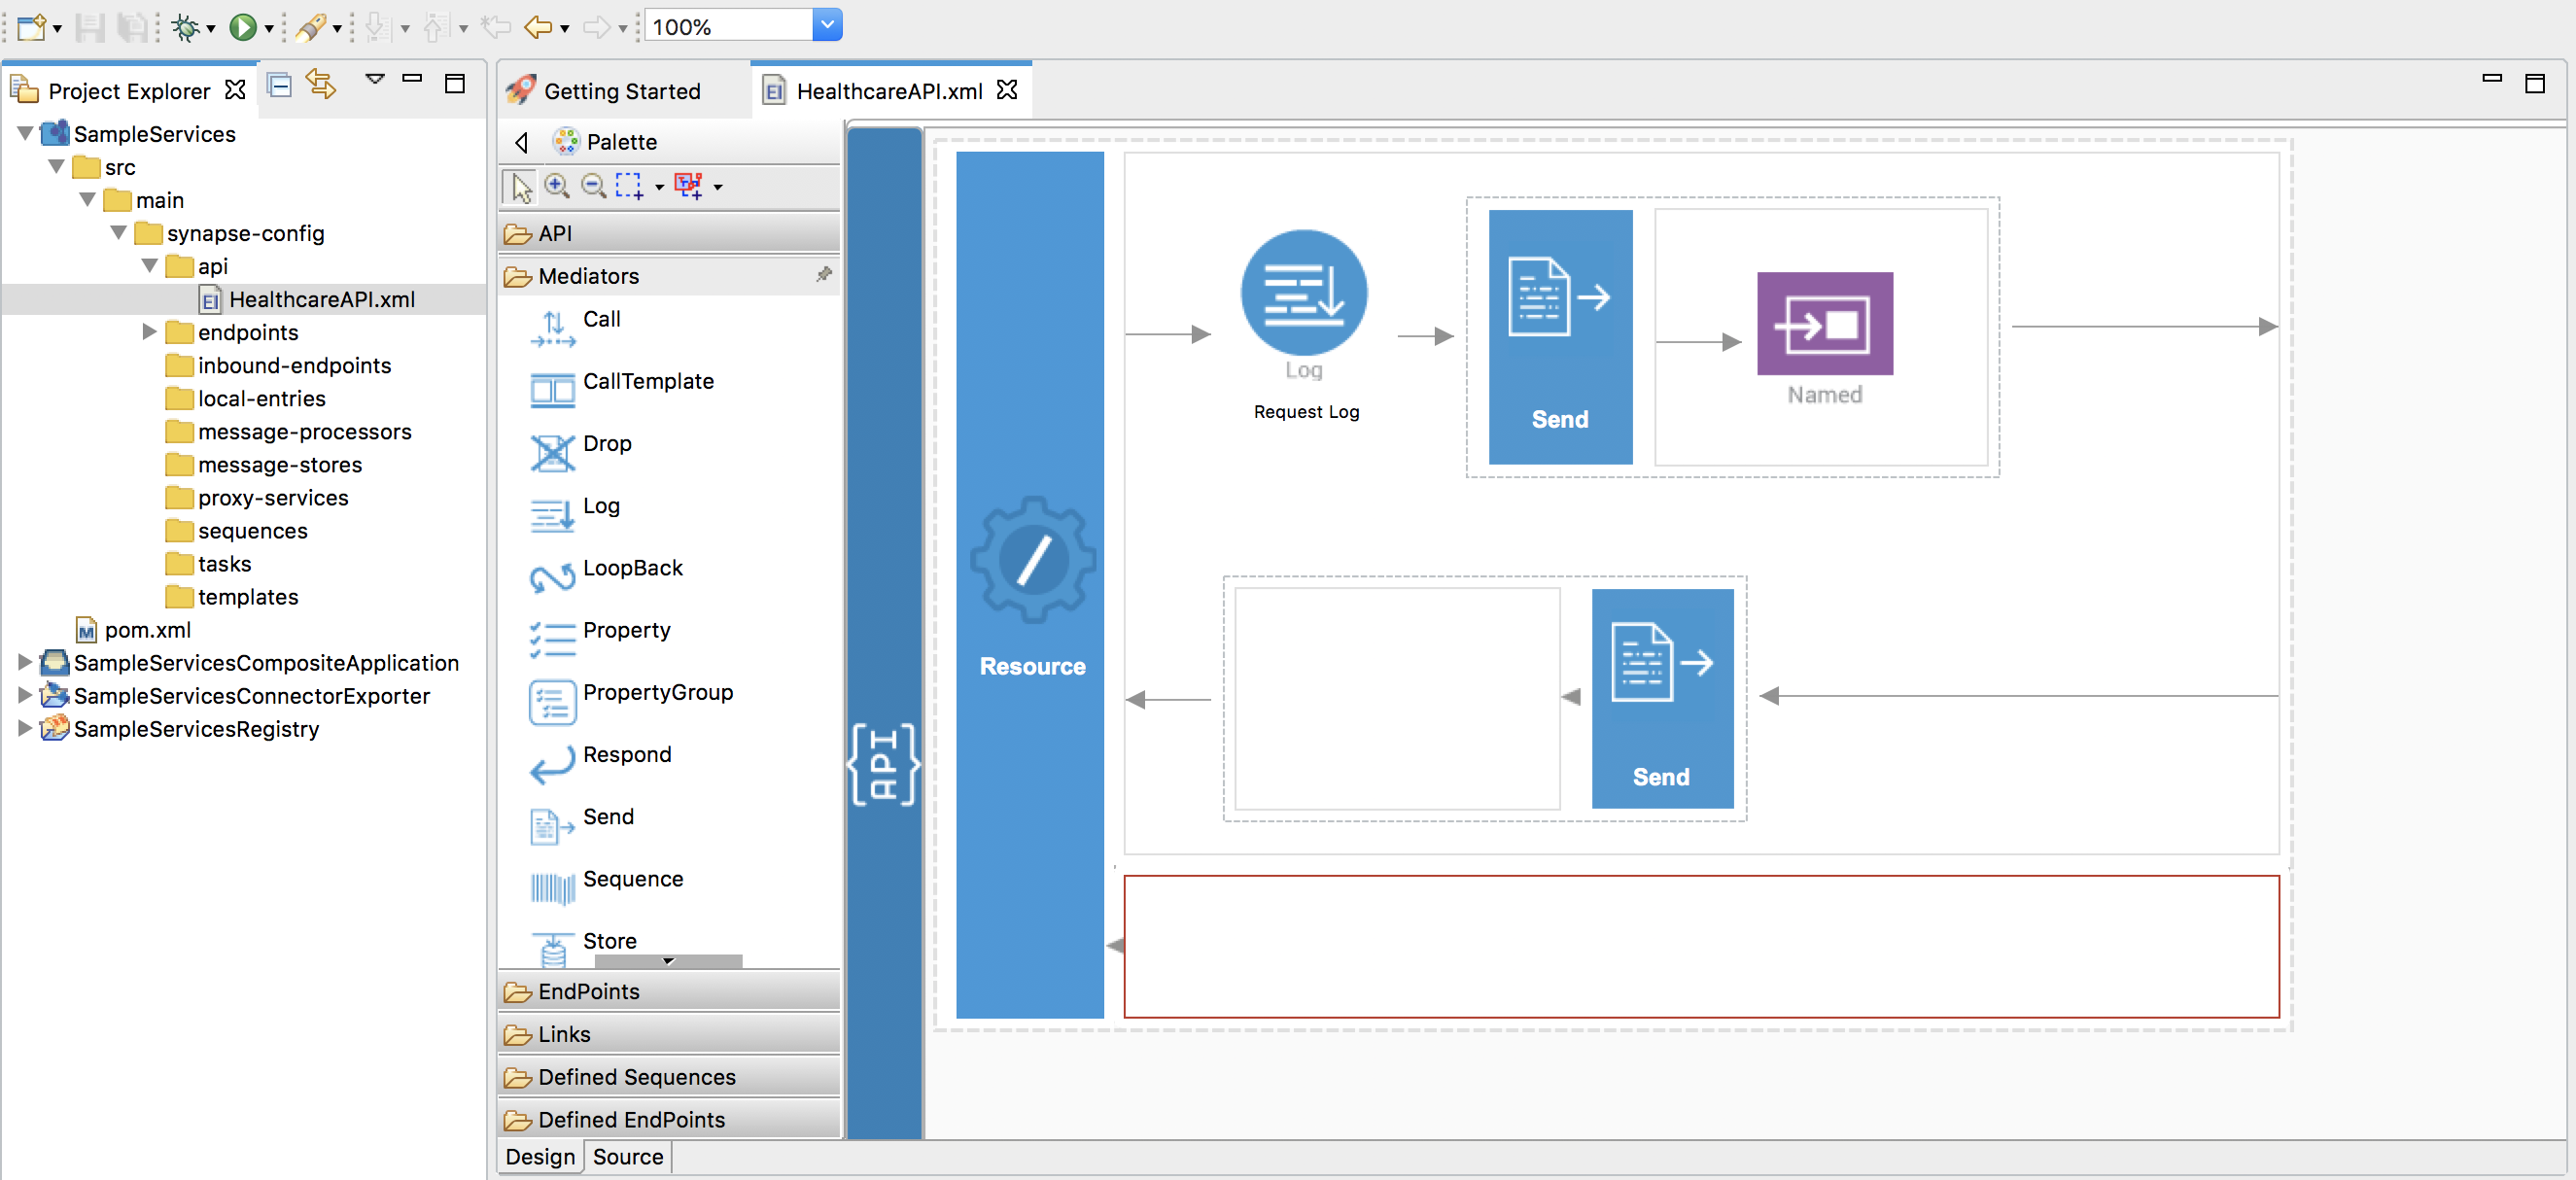 100%
Project Explorer
SampleServices
src
main
synapse-config
api
HealthcareAPI.xml
endpoints
inbound-endpoints
local-entries
message-processors
message-stores
proxy-services
sequences
tasks
templates
pom.xml
SampleServicesCompositeApplication
SampleServicesConnectorExporter
SampleServicesRegistry
Getting Started
EI HealthcareAPI.xml
Palette
API
Mediators
Call
CallTemplate
Drop
Log
LoopBack
Property
PropertyGroup
Respond
Send
Sequence
Store
EndPoints
Links
Defined Sequences
Defined EndPoints
Design
Source
{API}
Resource
Log
Request Log
Send
Named
Send